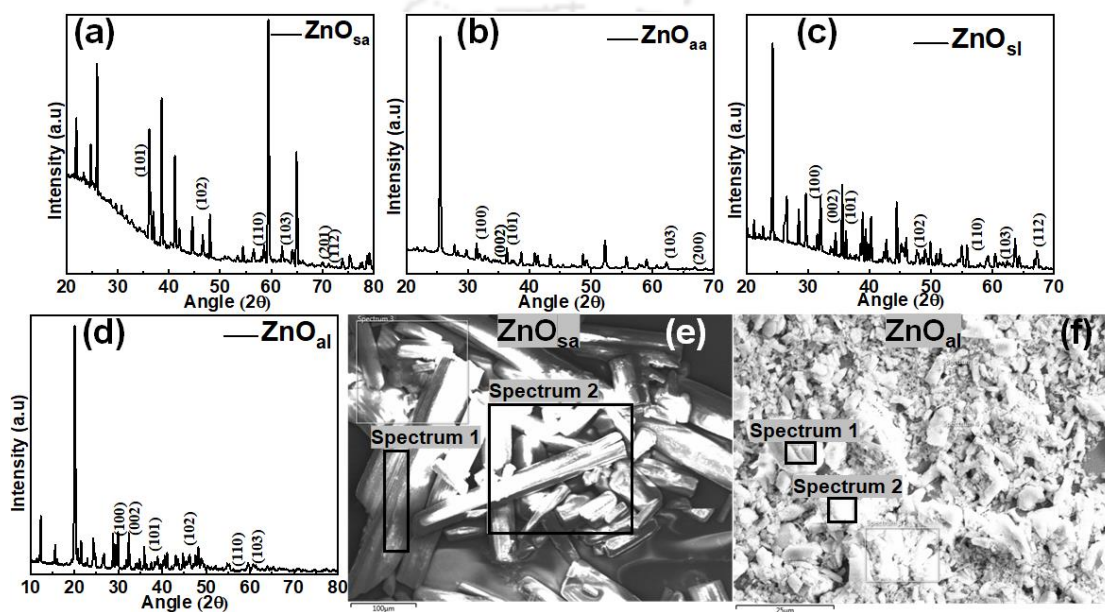 (a)
ZnOsa
Intensity (a.u)
(101)
(102)
(110)
(103)
(201)
(112)
20 30 40 50 60 70 80
Angle (2θ)
(b)
ZnOaa
Intensity (a.u)
(100)
(002)
(101)
(103)
(200)
20 30 40 50 60 70
Angle (2θ)
(c)
ZnOsl
Intensity (a.u)
(100)
(002)
(101)
(102)
(110)
(103)
(112)
20 30 40 50 60 70
Angle (2θ)
(d)
ZnOal
Intensity (a.u)
(100)
(002)
(101)
(102)
(110)
(103)
10 20 30 40 50 60 70 80
Angle (2θ)
ZnOsa
(e)
Spectrum 3
Spectrum 2
Spectrum 1
100μm
ZnOal
(f)
Spectrum 1
Spectrum 2
25μm